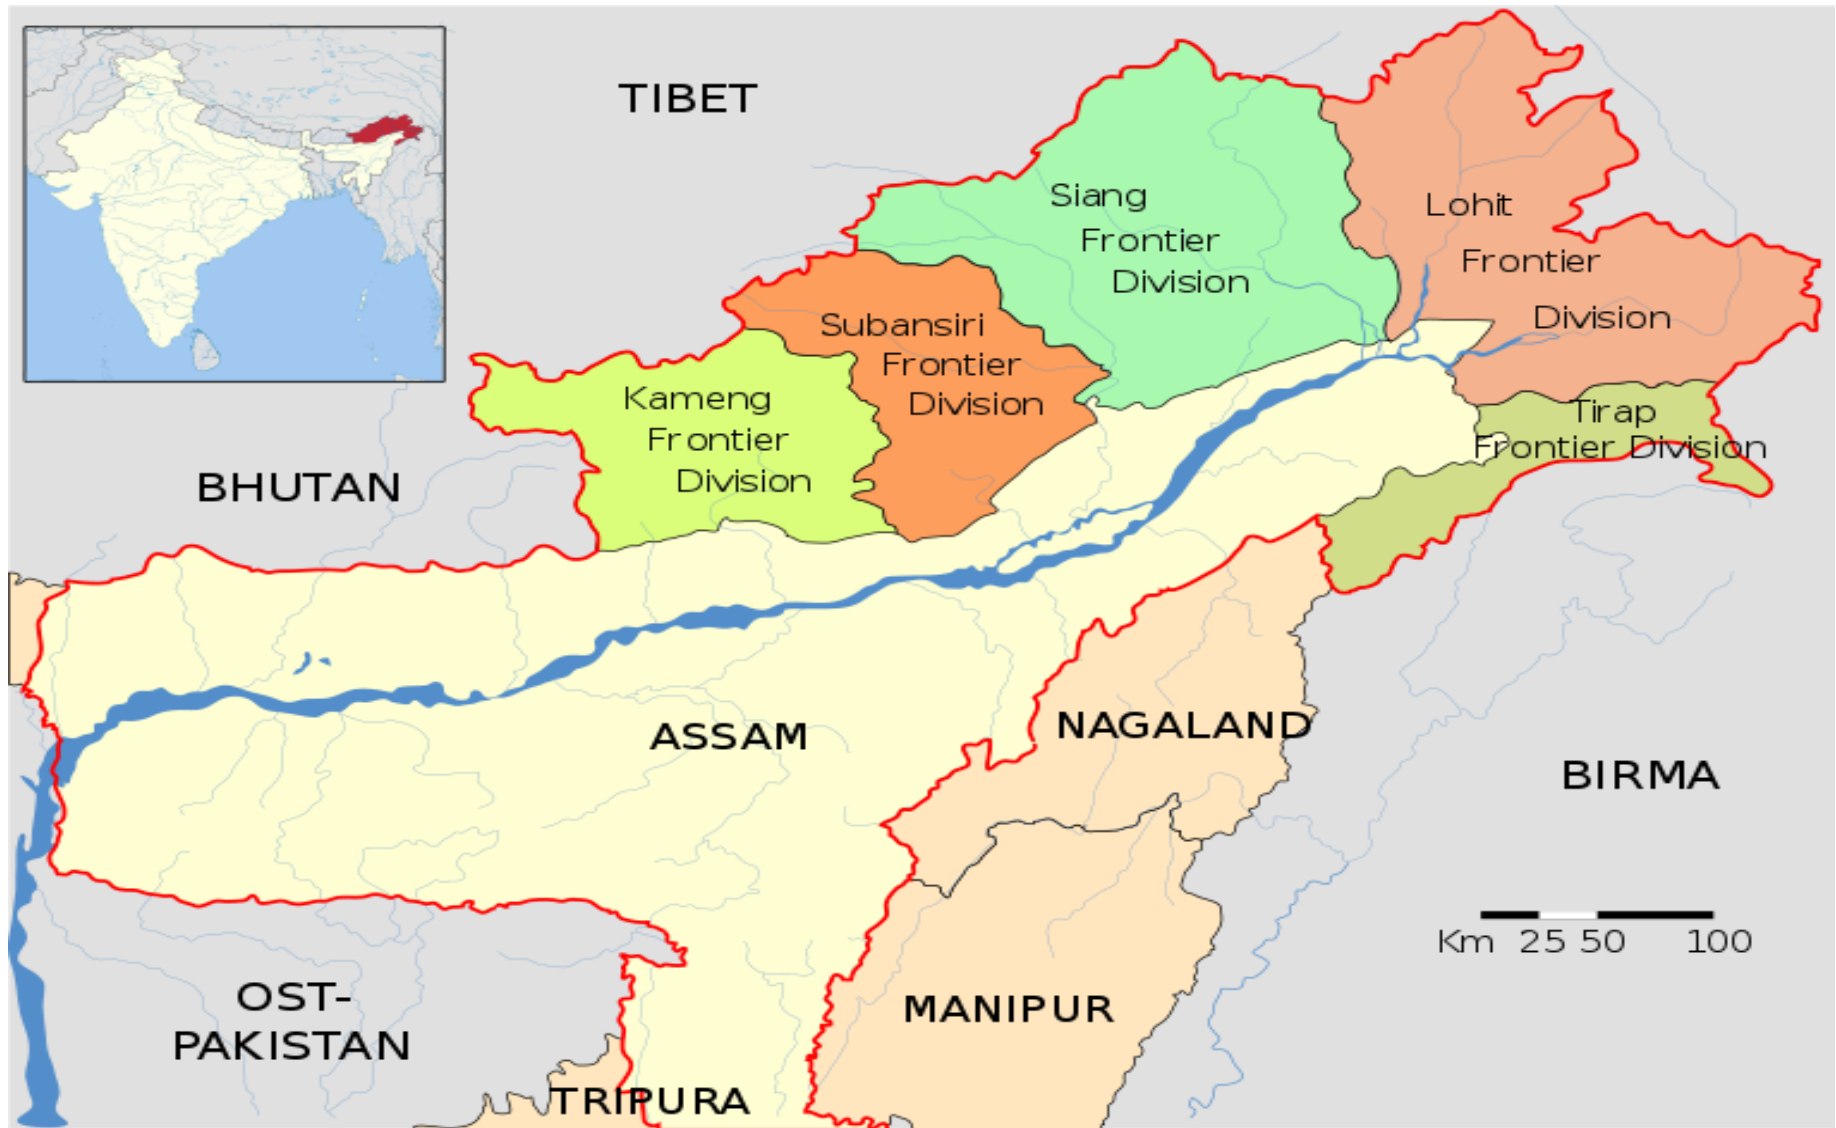 TIBET
Siang
Frontier
Division
Lohit
Frontier
Division
Subansiri
Frontier
Division
Kameng
Frontier
Division
Tirap
Frontier Division
BHUTAN
ASSAM
NAGALAND
BIRMA
Km 25 50 100
OST-
PAKISTAN
MANIPUR
TRIPURA